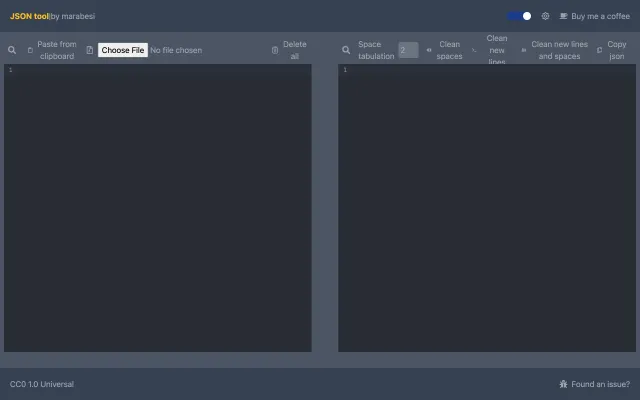 JSON tool|by marabesi
Buy me a coffee
Paste from
clipboard
Choose File No file chosen
Delete
all
Space
tabulation
2
Clean
spaces
Clean
new
lines
Clean new lines
and spaces
Copy
json
1
1
CC0 1.0 Universal
Found an issue?